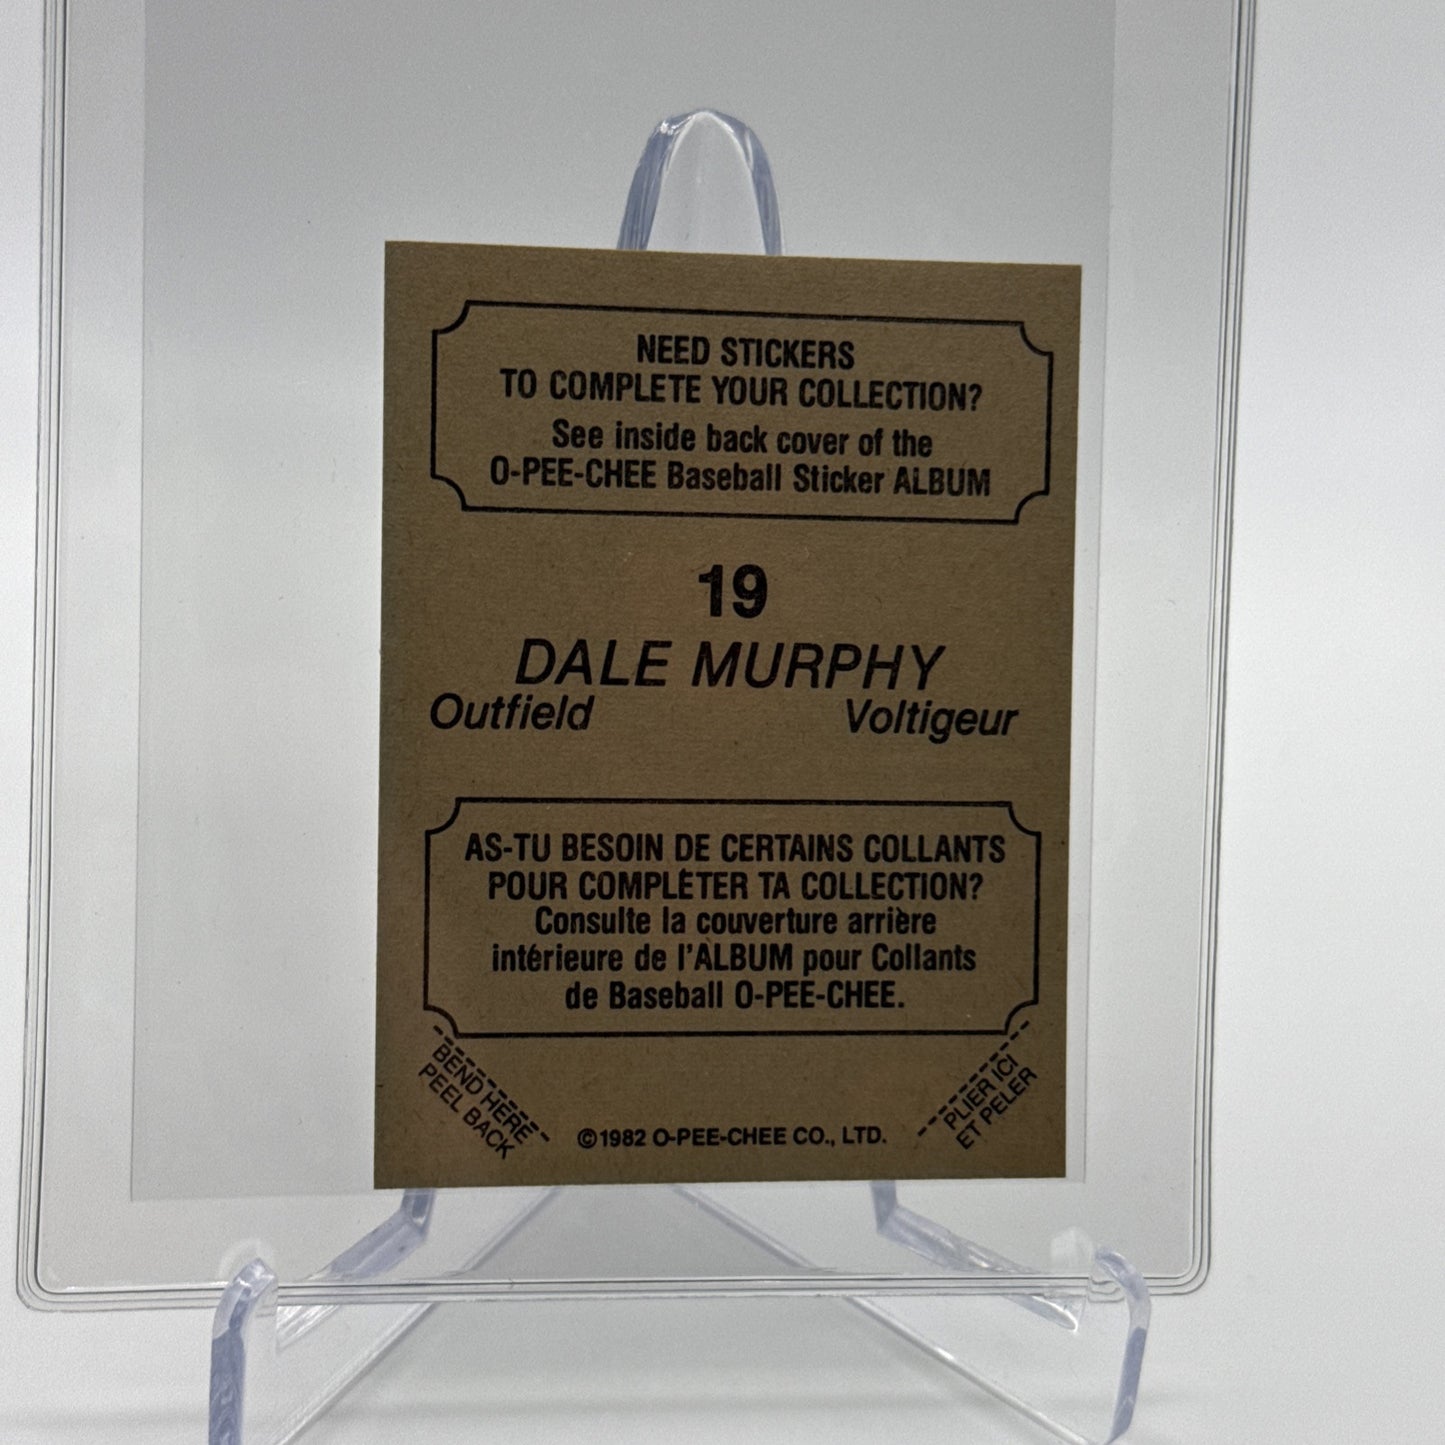 NEED STICKERS
TO COMPLETE YOUR COLLECTION?
See inside back cover of the
O-PEE-CHEE Baseball Sticker ALBUM
19
DALE MURPHY
Outfield Voltigeur
AS-TU BESOIN DE CERTAINS COLLANTS
POUR COMPLÉTER TA COLLECTION?
Consulte la couverture arrière
intérieure de l'ALBUM pour Collants
de Baseball O-PEE-CHEE.
BEND HERE
PEEL BACK
©1982 O-PEE-CHEE CO., LTD.
PLIER ICI
ET PELER